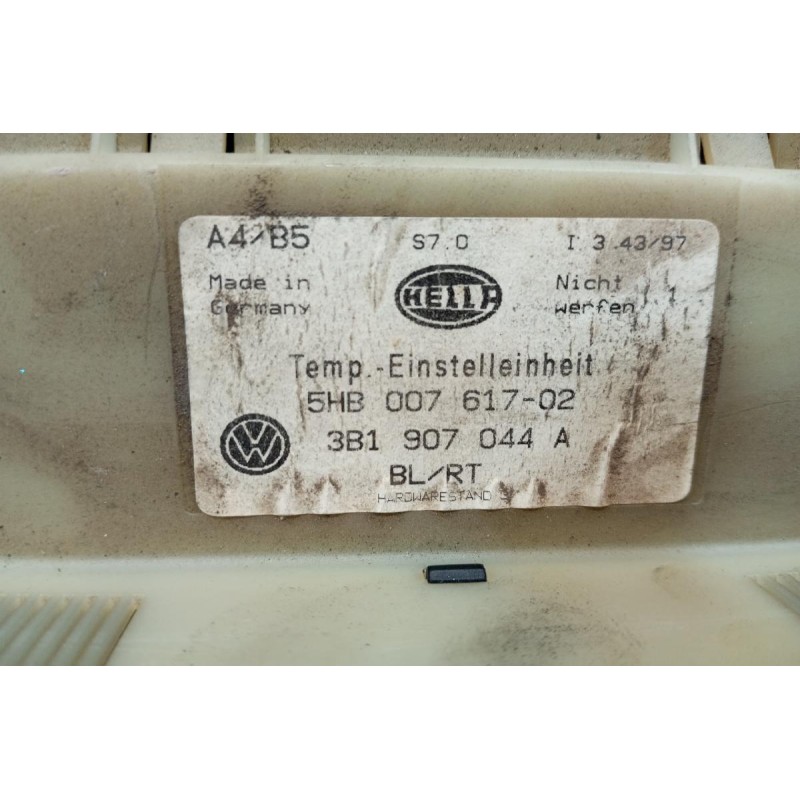 A4/B5 S7.0 I 3.43/97
Made in Germany
HELLA
Nicht werfen
Temp.-Einstelleinheit
5HB 007 617-02
VW
3B1 907 044 A
BL/RT
HARDWARESTAND